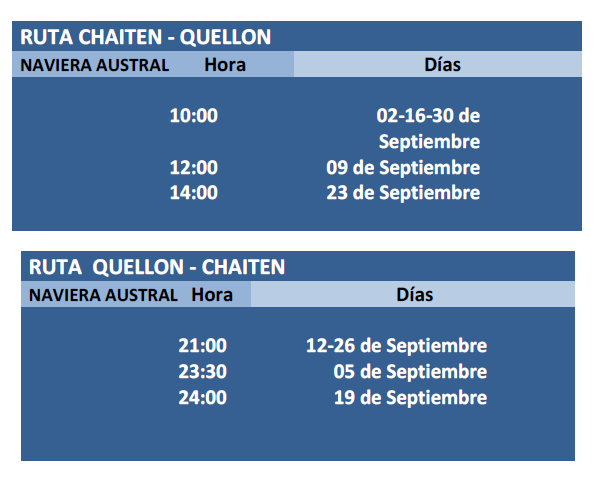 RUTA CHAITEN - QUELLON
NAVIERA AUSTRAL Hora Días
10:00 02-16-30 de
Septiembre
12:00 09 de Septiembre
14:00 23 de Septiembre
RUTA QUELLON - CHAITEN
NAVIERA AUSTRAL Hora Días
21:00 12-26 de Septiembre
23:30 05 de Septiembre
24:00 19 de Septiembre